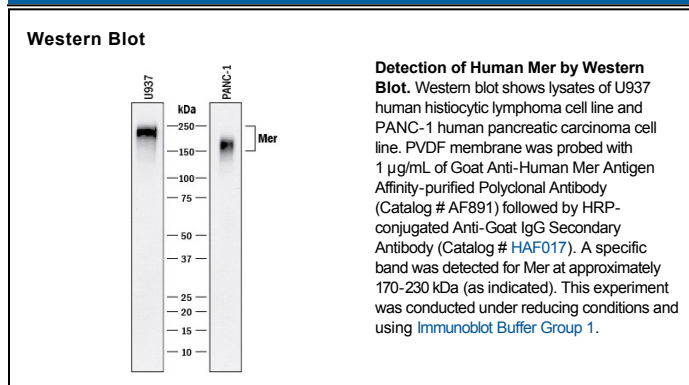 Western Blot
U937
PANC-1
kDa
250
150
100
75
50
37
25
20
15
10
Mer
Detection of Human Mer by Western
Blot. Western blot shows lysates of U937
human histiocytic lymphoma cell line and
PANC-1 human pancreatic carcinoma cell
line. PVDF membrane was probed with
1 µg/mL of Goat Anti-Human Mer Antigen
Affinity-purified Polyclonal Antibody
(Catalog # AF891) followed by HRP-
conjugated Anti-Goat IgG Secondary
Antibody (Catalog # HAF017). A specific
band was detected for Mer at approximately
170-230 kDa (as indicated). This experiment
was conducted under reducing conditions and
using Immunoblot Buffer Group 1.